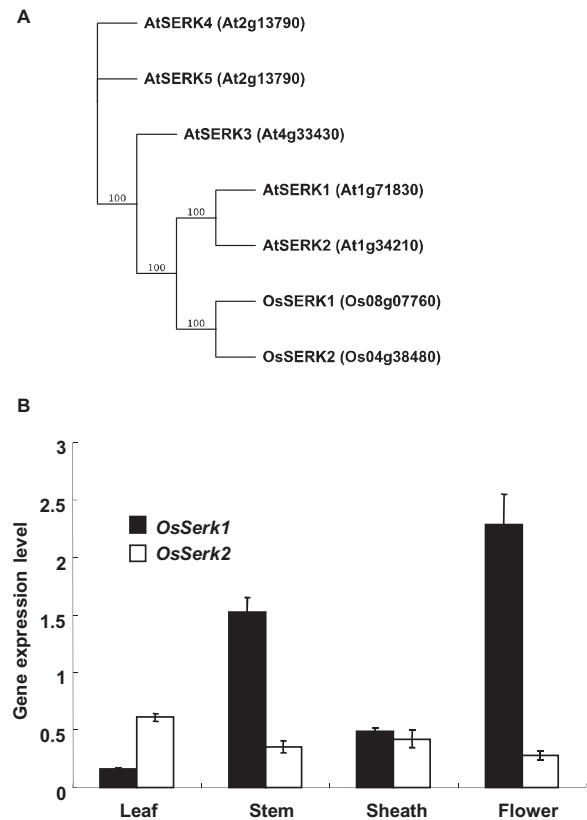 A
AtSERK4 (At2g13790)
AtSERK5 (At2g13790)
AtSERK3 (At4g33430)
100
AtSERK1 (At1g71830)
100
AtSERK2 (At1g34210)
100
OsSERK1 (Os08g07760)
100
OsSERK2 (Os04g38480)
B
3
2.5
2
1.5
1
0.5
0
Gene expression level
OsSerk1
OsSerk2
Leaf Stem Sheath Flower